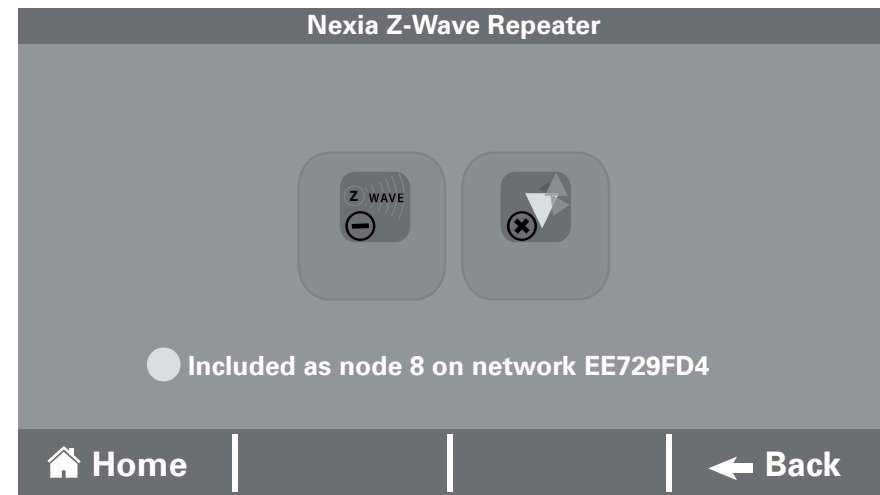 Nexia Z-Wave Repeater
Z WAVE
Included as node 8 on network EE729FD4
Home
Back